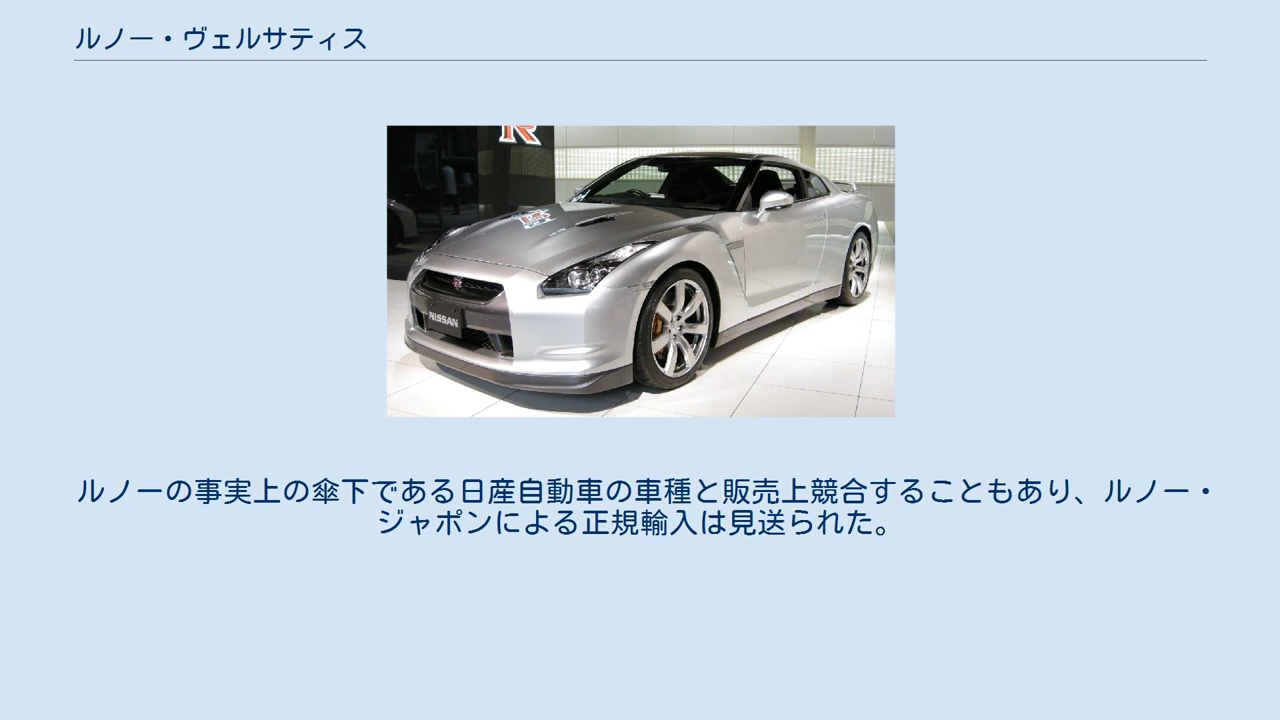 ルノー・ヴェルサティス
R
NISSAN
ルノーの事実上の傘下である日産自動車の車種と販売上競合することもあり、ルノー・
ジャポンによる正規輸入は見送られた。